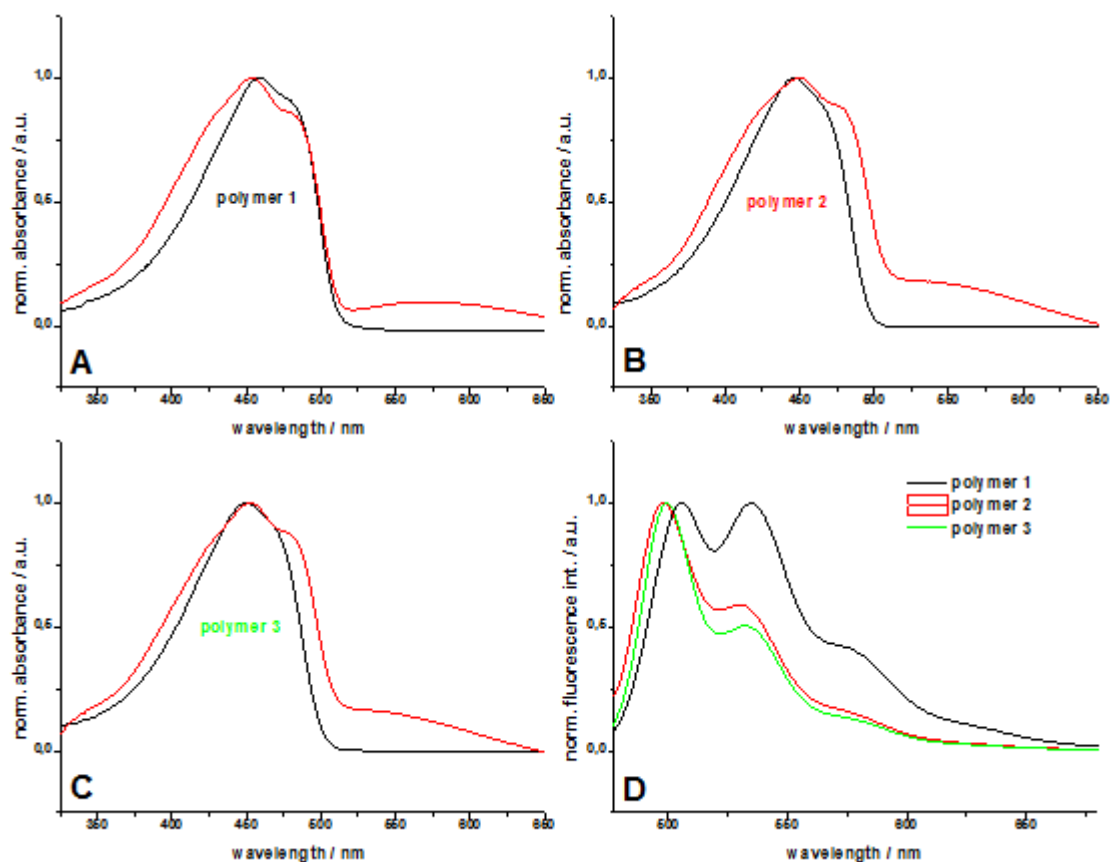 norm. absorbance / a.u.
1,0
0,5
0,0
polymer 1
A
350 400 450 500 550 600 650
wavelength / nm
norm. absorbance / a.u.
1,0
0,5
0,0
polymer 2
B
350 400 450 500 550 600 650
wavelength / nm
norm. absorbance / a.u.
1,0
0,5
0,0
polymer 3
C
350 400 450 500 550 600 650
wavelength / nm
norm. fluorescence int. / a.u.
1,0
0,5
0,0
polymer 1
polymer 2
polymer 3
D
500 550 600 650
wavelength / nm